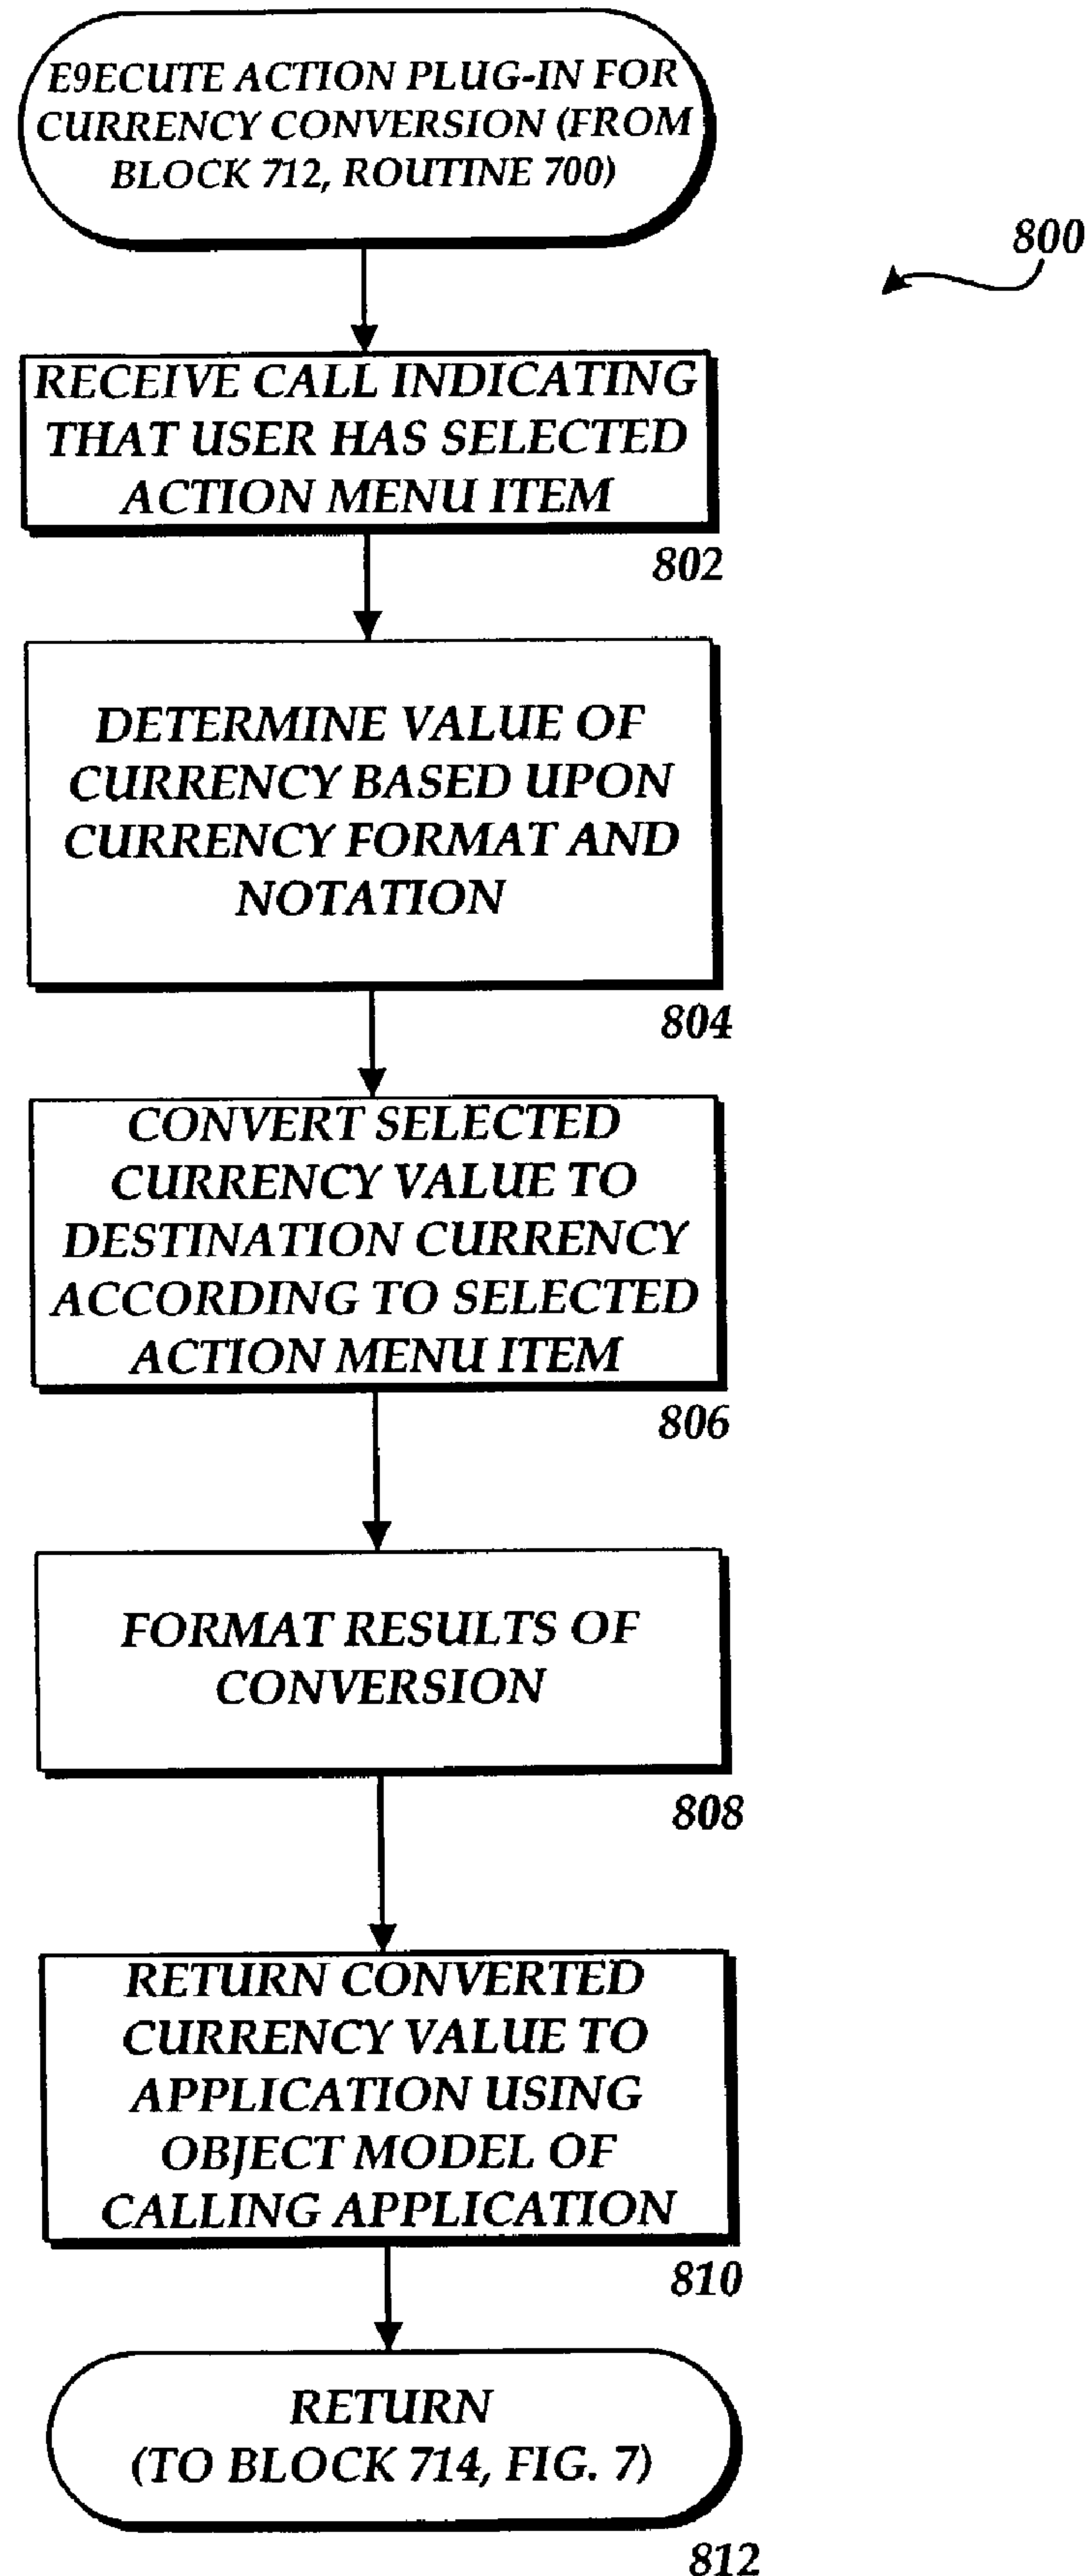 E9ECUTE ACTION PLUG-IN FOR
CURRENCY CONVERSION (FROM
BLOCK 712, ROUTINE 700)
800
RECEIVE CALL INDICATING
THAT USER HAS SELECTED
ACTION MENU ITEM
802
DETERMINE VALUE OF
CURRENCY BASED UPON
CURRENCY FORMAT AND
NOTATION
804
CONVERT SELECTED
CURRENCY VALUE TO
DESTINATION CURRENCY
ACCORDING TO SELECTED
ACTION MENU ITEM
806
FORMAT RESULTS OF
CONVERSION
808
RETURN CONVERTED
CURRENCY VALUE TO
APPLICATION USING
OBJECT MODEL OF
CALLING APPLICATION
810
RETURN
(TO BLOCK 714, FIG. 7)
812